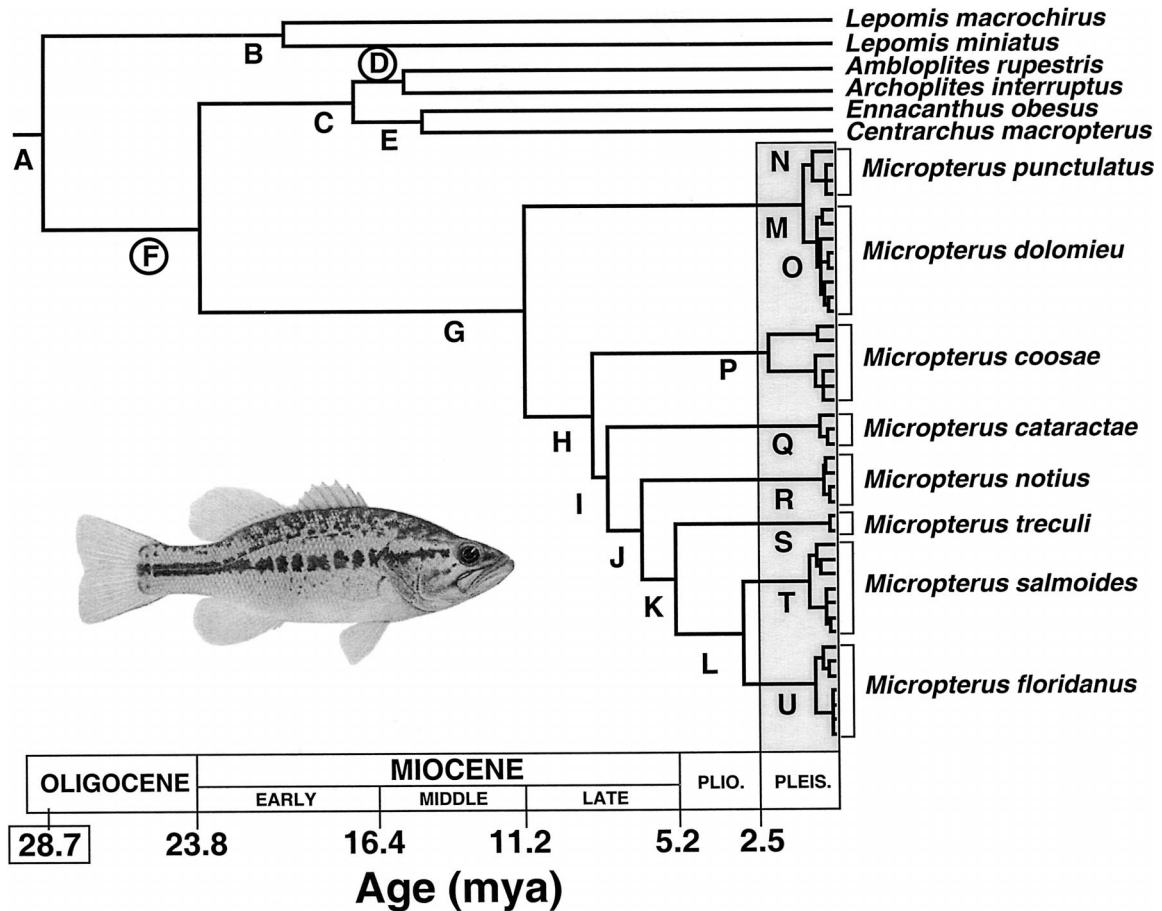 Lepomis macrochirus
B
Lepomis miniatus
D
Ambloplites rupestris
Archoplites interruptus
C
Ennacanthus obesus
E
Centrarchus macropterus
A
N
Micropterus punctulatus
M
Micropterus dolomieu
F
O
G
Micropterus coosae
P
H
Micropterus cataractae
Q
Micropterus notius
I
R
Micropterus treculi
J
S
Micropterus salmoides
K
T
L
Micropterus floridanus
U
OLIGOCENE
MIOCENE
EARLY
MIDDLE
LATE
PLIO.
PLEIS.
28.7 23.8 16.4 11.2 5.2 2.5
Age (mya)